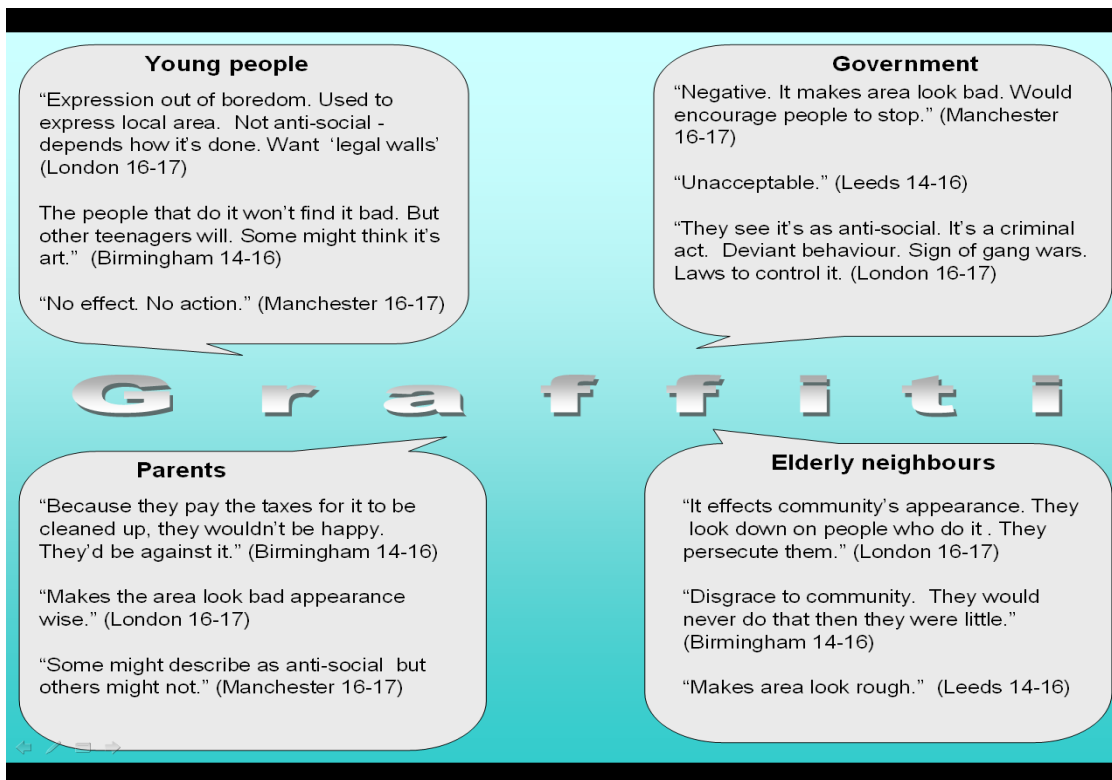 Young people
“Expression out of boredom. Used to
express local area.  Not anti-social -
depends how it’s done. Want  ‘legal walls’
(London 16-17)
The people that do it won’t find it bad. But
other teenagers will. Some might think it’s
art.”  (Birmingham 14-16)
“No effect. No action.” (Manchester 16-17)
Government
“Negative. It makes area look bad. Would
encourage people to stop.” (Manchester
16-17)
“Unacceptable.” (Leeds 14-16)
“They see it’s as anti-social. It’s a criminal
act.  Deviant behaviour. Sign of gang wars.
Laws to control it. (London 16-17)
Graffiti
Parents
“Because they pay the taxes for it to be
cleaned up, they wouldn’t be happy.
They’d be against it.” (Birmingham 14-16)
“Makes the area look bad appearance
wise.” (London 16-17)
“Some might describe as anti-social  but
others might not.” (Manchester 16-17)
Elderly neighbours
“It effects community’s appearance. They
look down on people who do it . They
persecute them.” (London 16-17)
“Disgrace to community.  They would
never do that then they were little.”
(Birmingham 14-16)
“Makes area look rough.”  (Leeds 14-16)